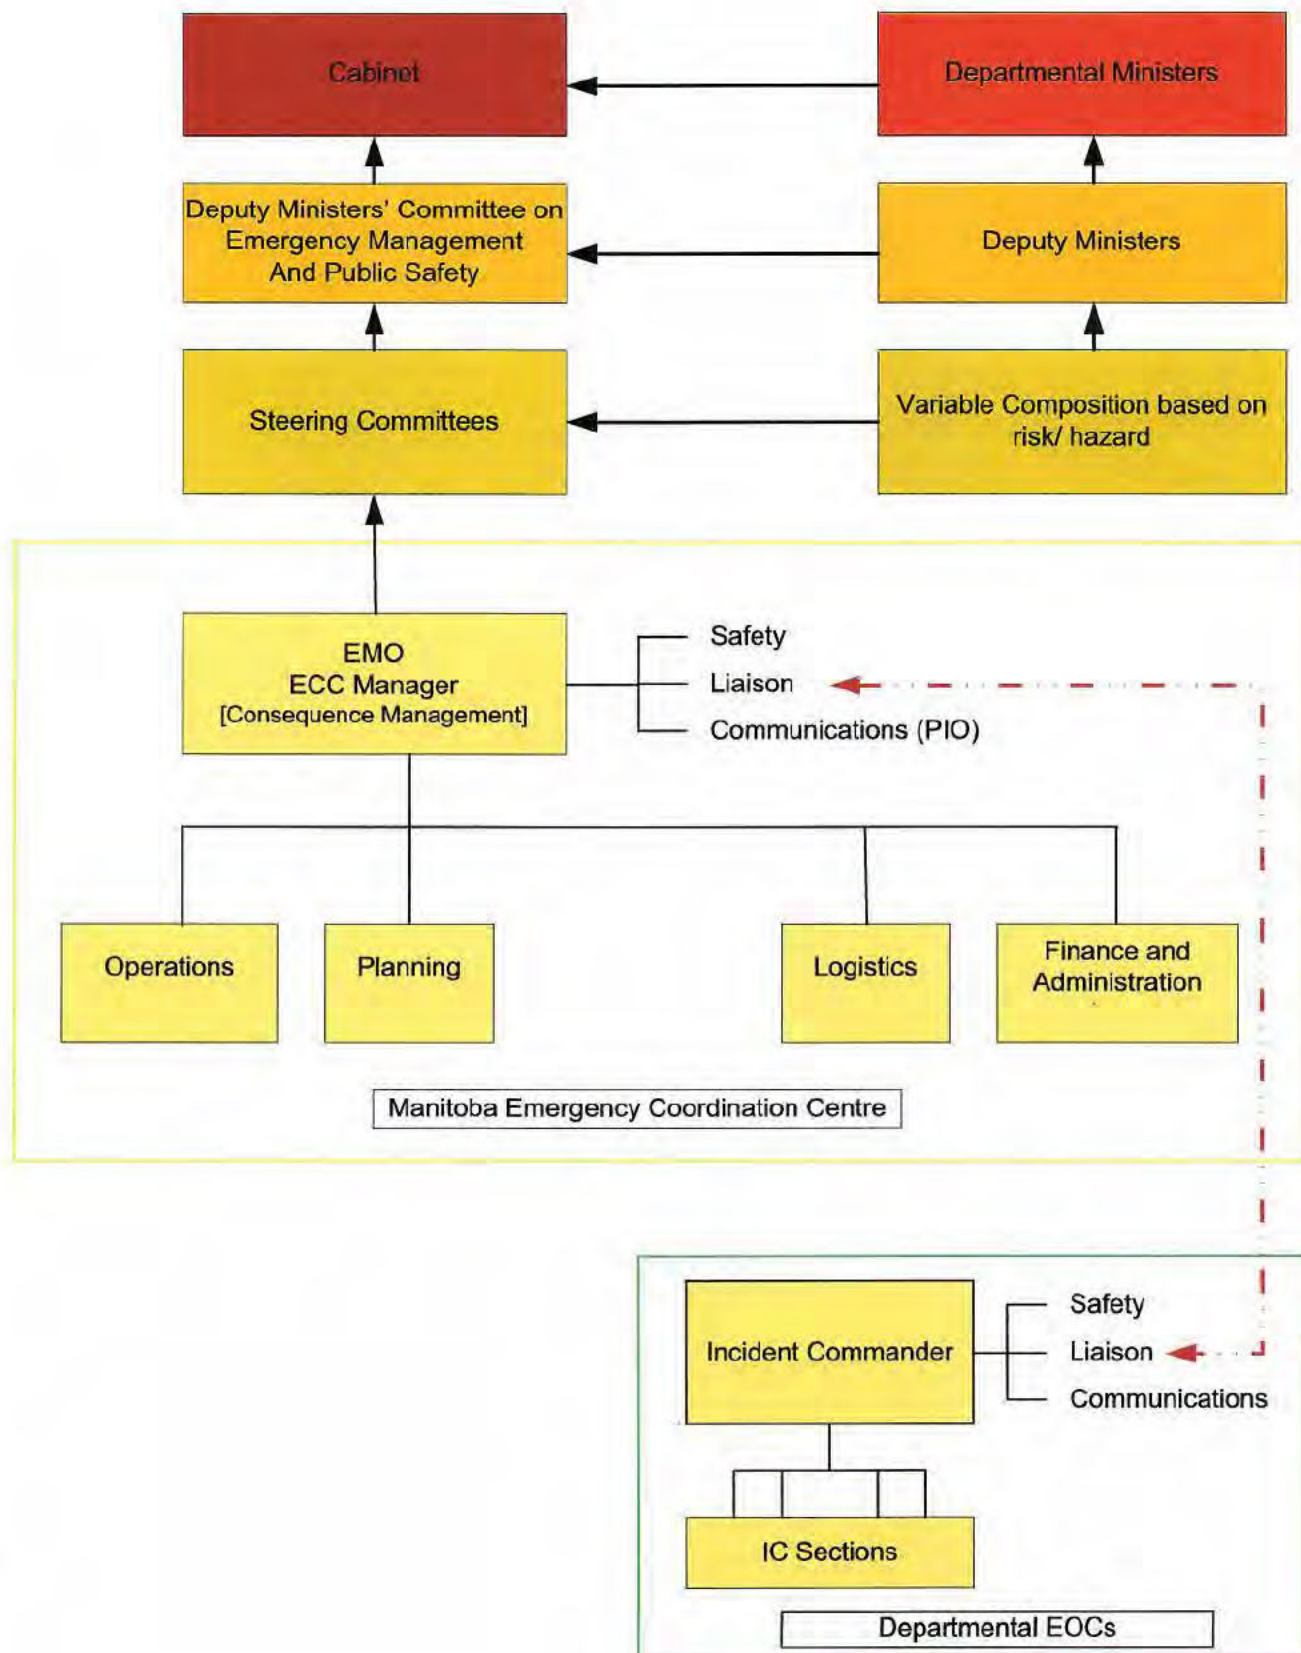 Cabinet
Departmental Ministers
Deputy Ministers' Committee on
Emergency Management
And Public Safety
Deputy Ministers
Steering Committees
Variable Composition based on
risk/ hazard
EMO
ECC Manager
[Consequence Management]
Safety
Liaison
Communications (PIO)
Operations
Planning
Logistics
Finance and
Administration
Manitoba Emergency Coordination Centre
Incident Commander
Safety
Liaison
Communications
IC Sections
Departmental EOCs